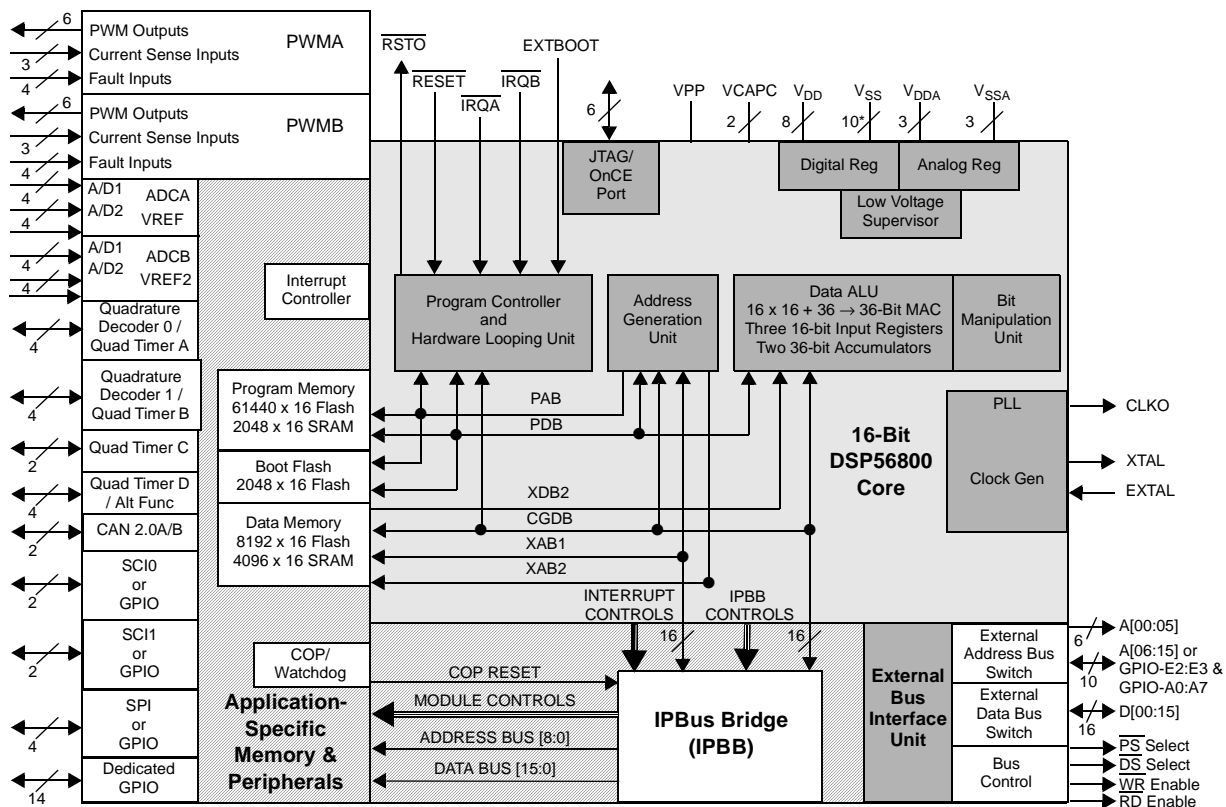 6
PWM Outputs
PWMA
Current Sense Inputs
3
Fault Inputs
4
6
PWM Outputs
PWMB
Current Sense Inputs
3
Fault Inputs
4
A/D1
ADCA
4
A/D2
VREF
4
A/D1
ADCB
4
A/D2
VREF2
4
Quadrature
Decoder 0 /
Quad Timer A
4
Quadrature
Decoder 1 /
Quad Timer B
4
Quad Timer C
2
Quad Timer D
/ Alt Func
4
CAN 2.0A/B
2
SCI0
or
GPIO
2
SCI1
or
GPIO
2
SPI
or
GPIO
4
Dedicated
GPIO
14
RSTO
RESET
IRQA
IRQB
EXTBOOT
6
JTAG/
OnCE
Port
VPP
VCAPC
2
VDD
8
VSS
10*
VDDA
3
VSSA
3
Digital Reg
Analog Reg
Low Voltage
Supervisor
Interrupt
Controller
Program Controller
and
Hardware Looping Unit
Address
Generation
Unit
Data ALU
16 x 16 + 36 → 36-Bit MAC
Three 16-bit Input Registers
Two 36-bit Accumulators
Bit
Manipulation
Unit
Program Memory
61440 x 16 Flash
2048 x 16 SRAM
Boot Flash
2048 x 16 Flash
Data Memory
8192 x 16 Flash
4096 x 16 SRAM
PAB
PDB
XDB2
CGDB
XAB1
XAB2
16-Bit
DSP56800
Core
PLL
Clock Gen
CLKO
XTAL
EXTAL
INTERRUPT
CONTROLS
16
IPBB
CONTROLS
16
COP/
Watchdog
COP RESET
MODULE CONTROLS
ADDRESS BUS [8:0]
DATA BUS [15:0]
Application-
Specific
Memory &
Peripherals
IPBus Bridge
(IPBB)
External
Bus
Interface
Unit
External
Address Bus
Switch
External
Data Bus
Switch
Bus
Control
A[00:05]
6
A[06:15] or
GPIO-E2:E3 &
GPIO-A0:A7
10
D[00:15]
16
PS Select
DS Select
WR Enable
RD Enable